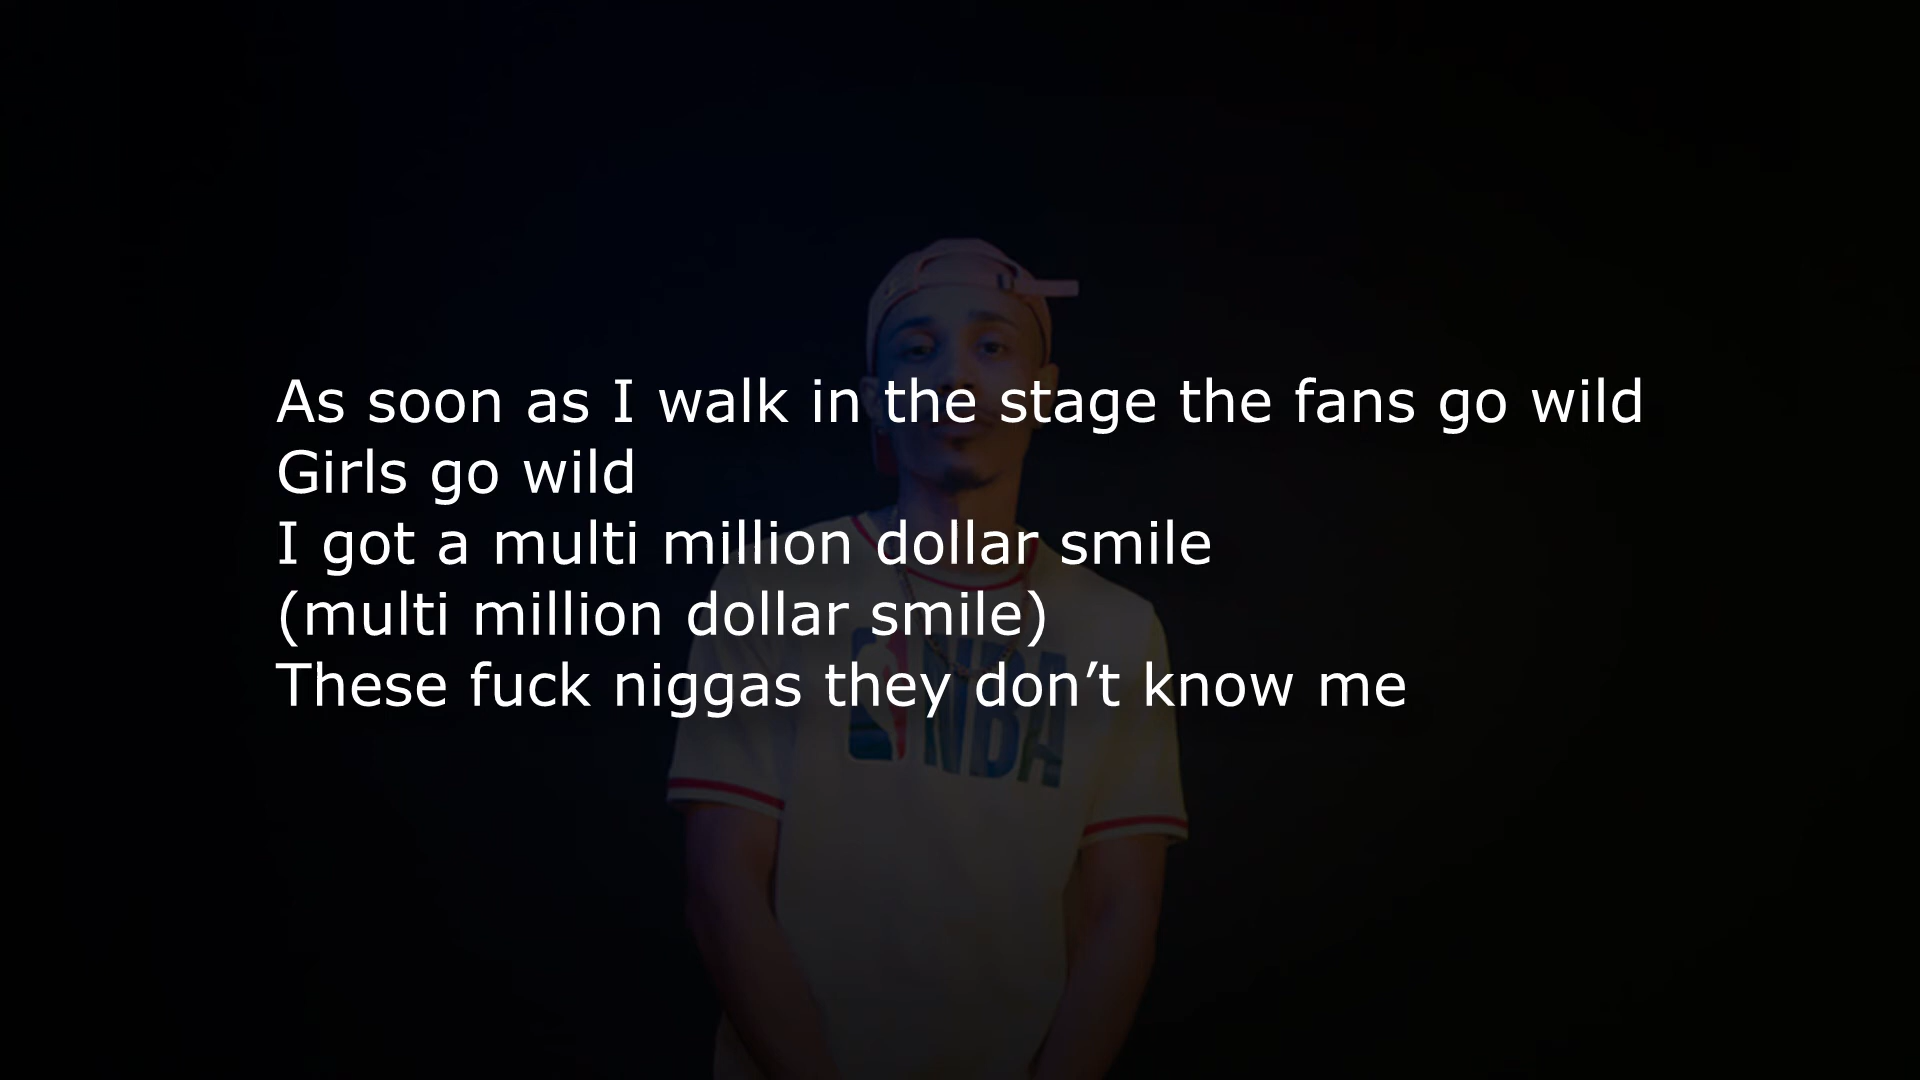 As soon as I walk in the stage the fans go wild
Girls go wild
I got a multi million dollar smile
(multi million dollar smile)
These fuck niggas they don’t know me
NBA